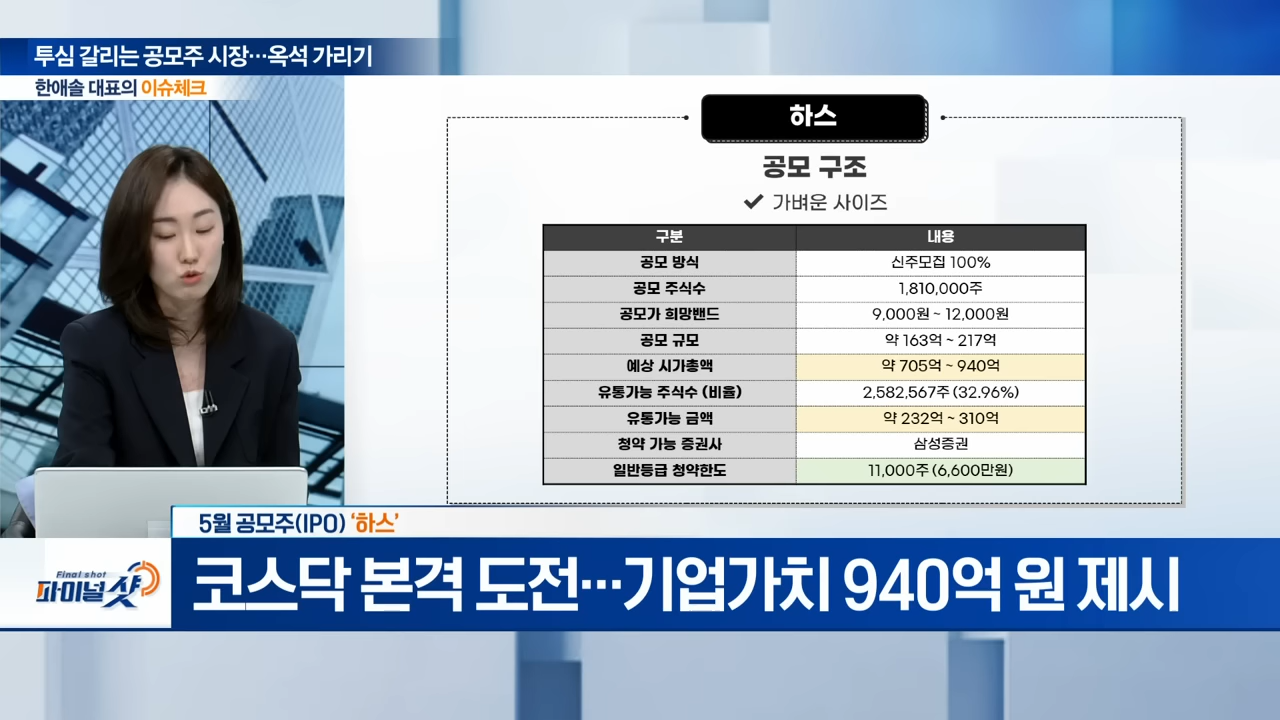 투심 갈리는 공모주 시장…옥석 가리기
한애솔 대표의 이슈체크
하스
공모 구조
✔ 가벼운 사이즈
구분 내용
공모 방식 신주모집 100%
공모 주식수 1,810,000주
공모가 희망밴드 9,000원 ~ 12,000원
공모 규모 약 163억 ~ 217억
예상 시가총액 약 705억 ~ 940억
유통가능 주식수 (비율) 2,582,567주 (32.96%)
유통가능 금액 약 232억 ~ 310억
청약 가능 증권사 삼성증권
일반등급 청약한도 11,000주 (6,600만원)
5월 공모주(IPO) ‘하스’
Final shot
파이널샷
코스닥 본격 도전…기업가치 940억 원 제시